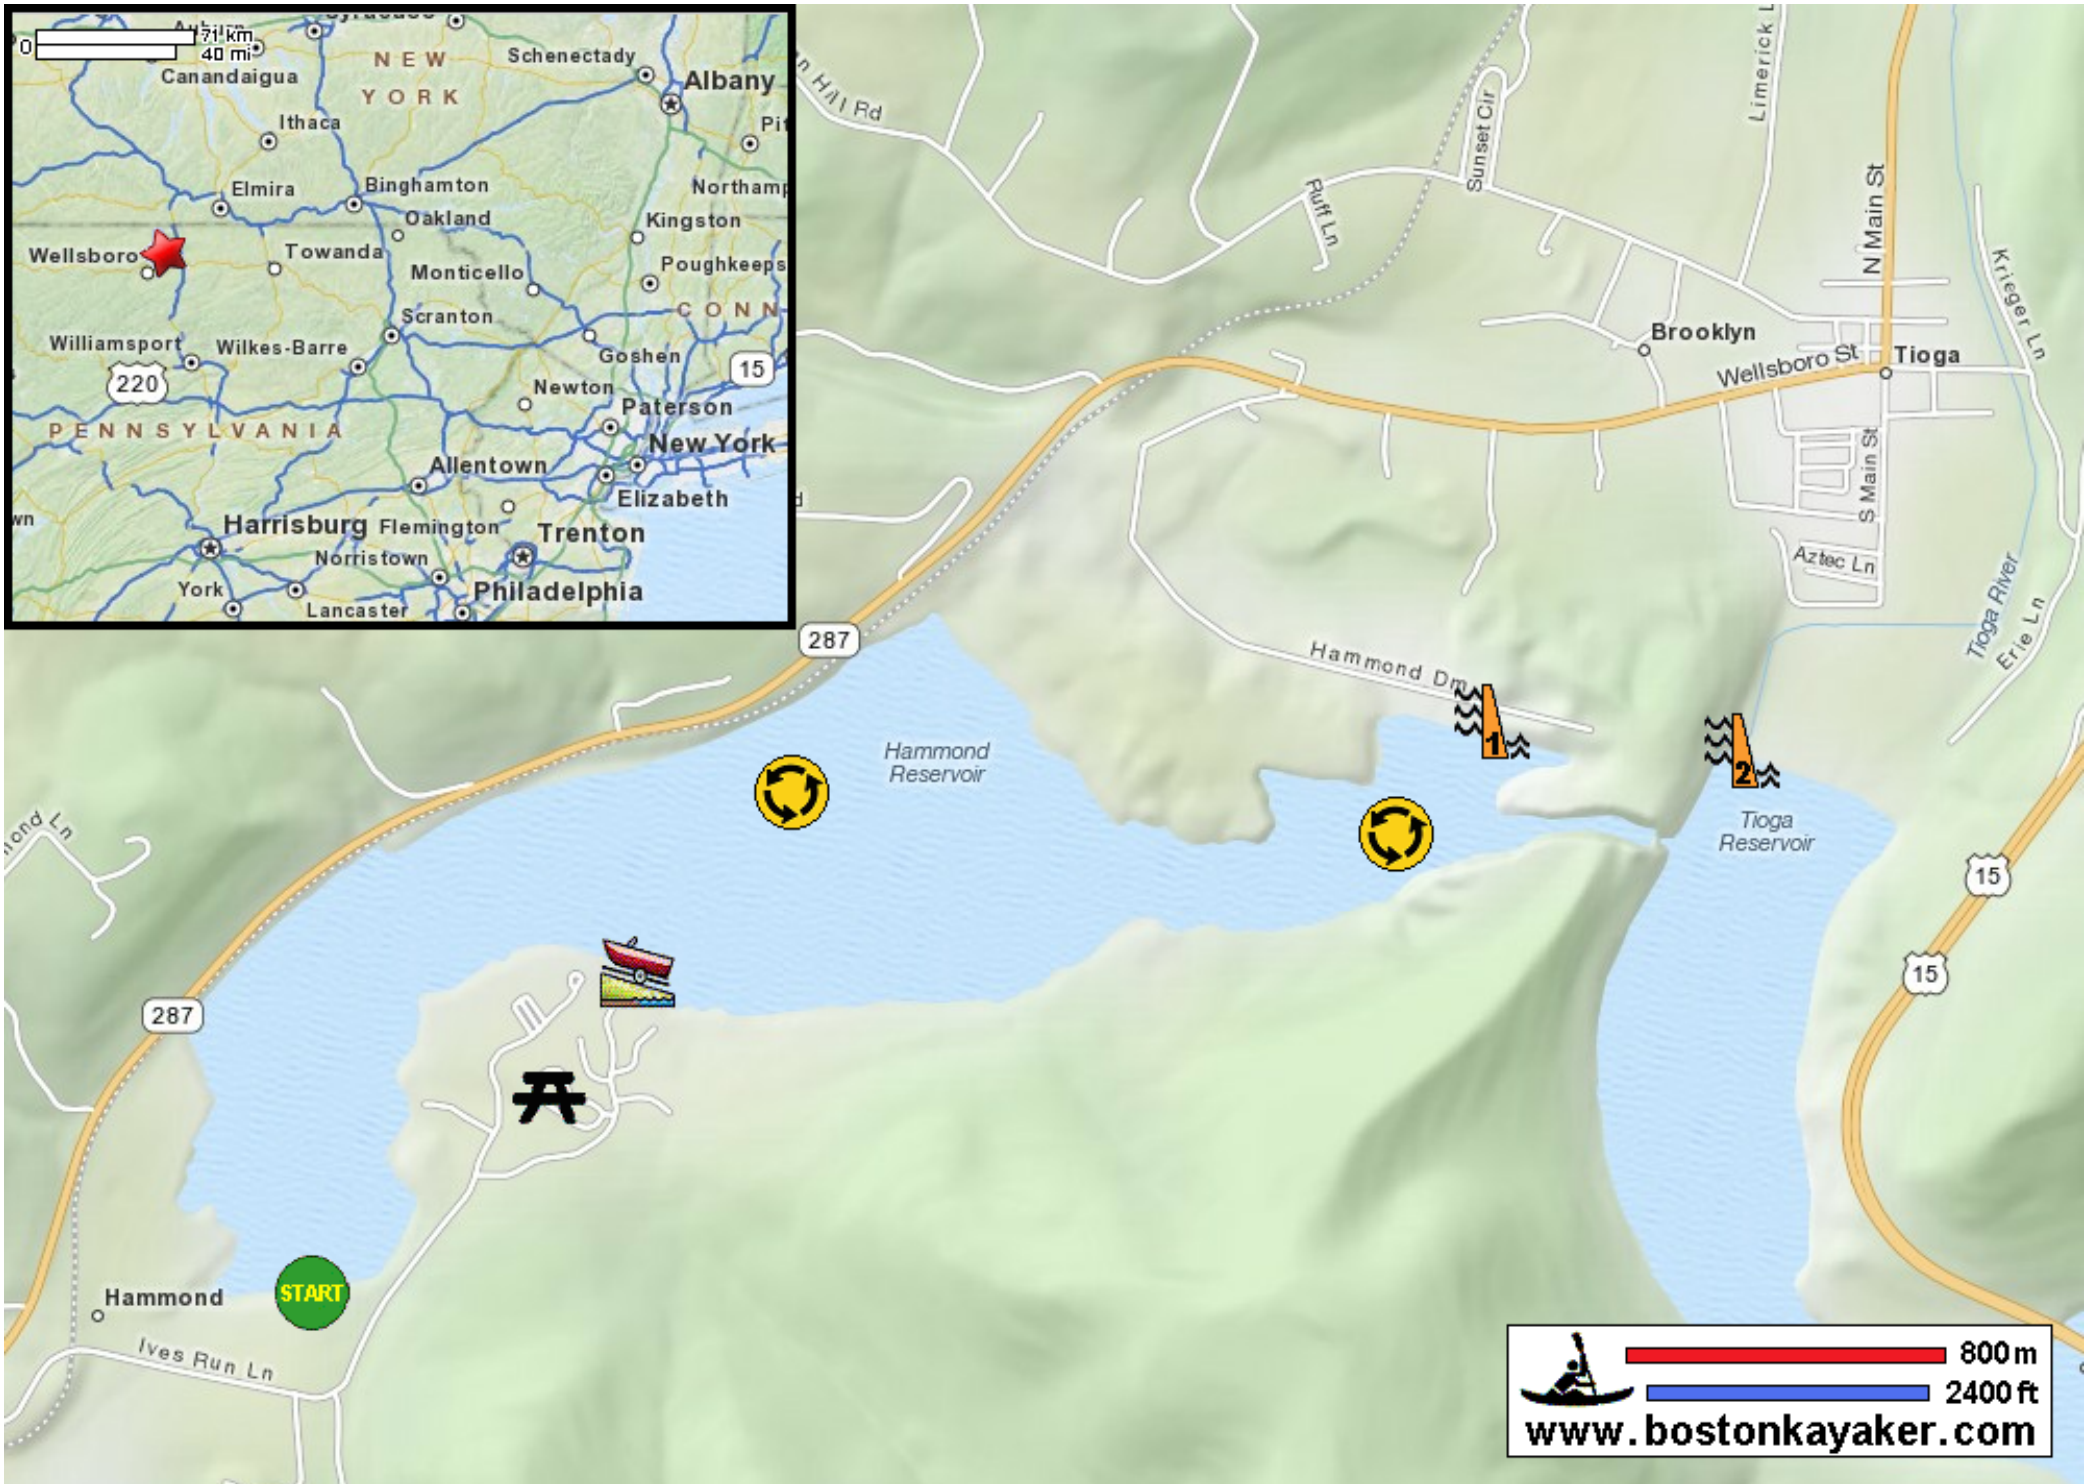 0
71 km
40 mi
NEW
YORK
Schenectady
Albany
Canandaigua
Ithaca
Elmira
Binghamton
Oakland
Kingston
Wellsboro
Towanda
Monticello
Scranton
Williamsport
Wilkes-Barre
Goshen
CONN
220
15
Newton
Paterson
PENNSYLVANIA
New York
Allentown
Elizabeth
Harrisburg
Flemington
Trenton
Norristown
York
Lancaster
Philadelphia
Sunset Cir
N Main St
Ruff Ln
Krieger Ln
Brooklyn
Wellsboro St
Tioga
S Main St
Aztec Ln
Tioga River
Erie Ln
287
Hammond Dm
1
2
Hammond
Reservoir
Tioga
Reservoir
15
15
287
START
Hammond
Ives Run Ln
800 m
2400 ft
www.bostonkayaker.com